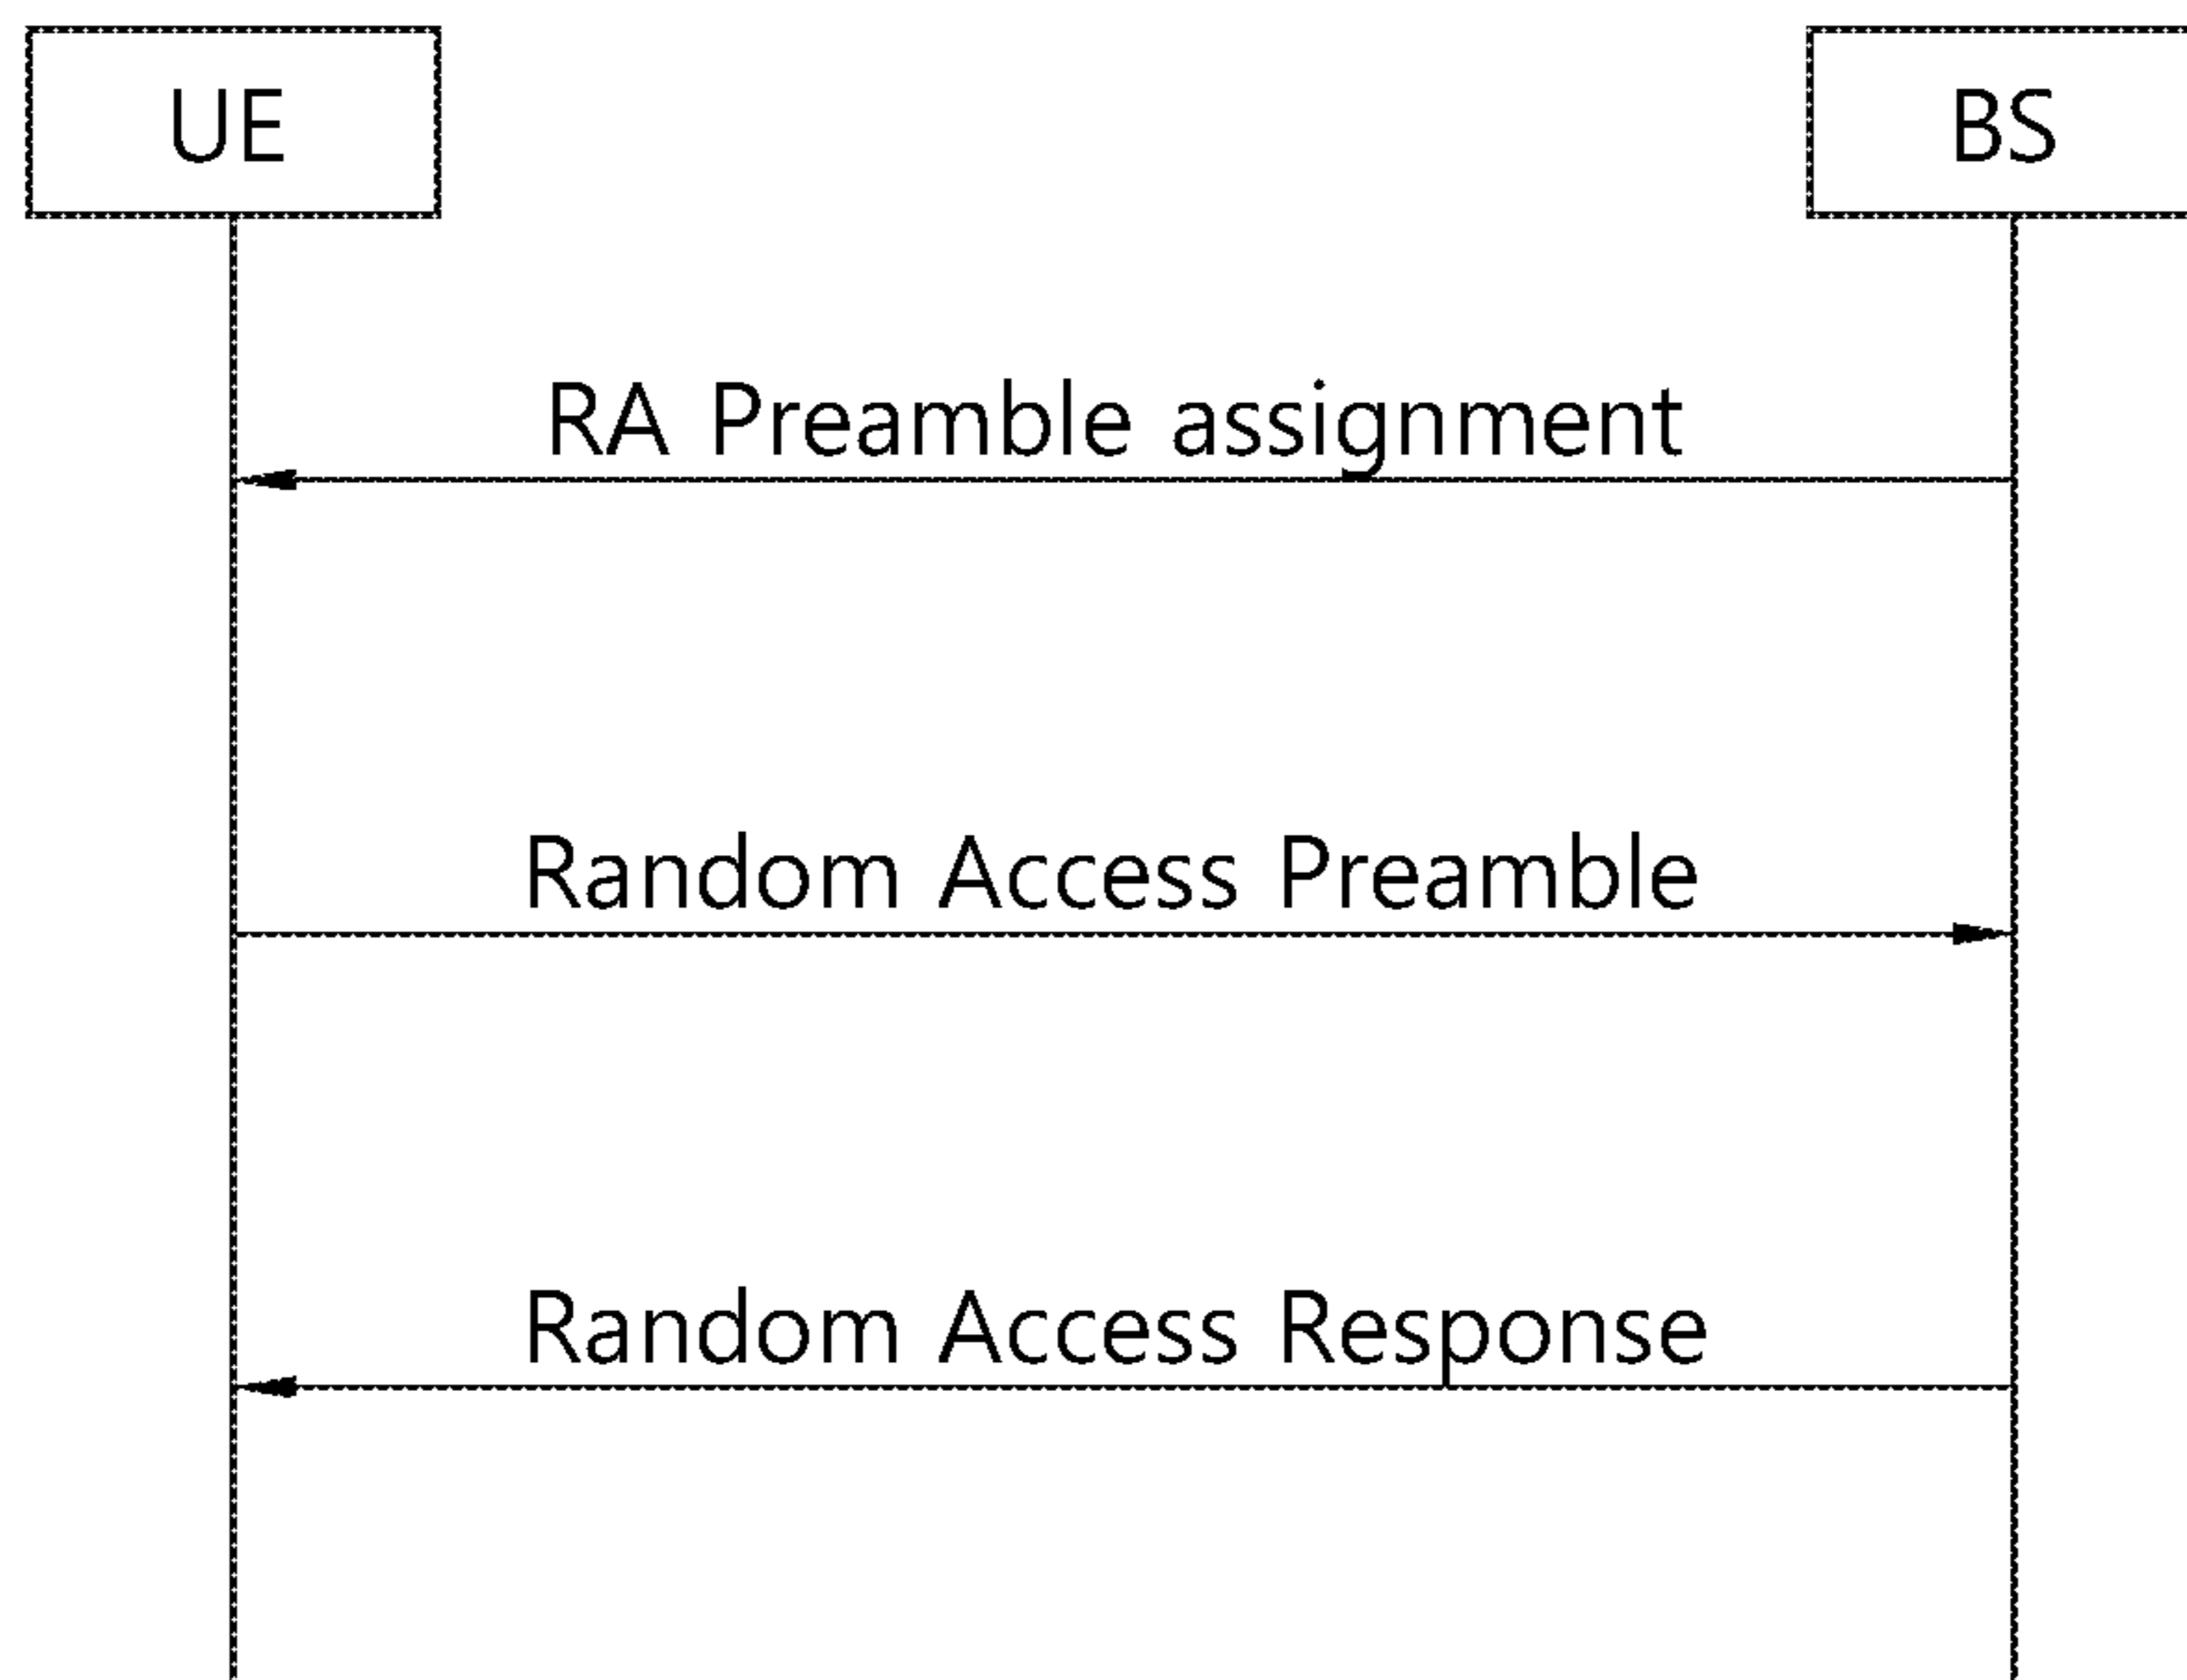 UE
BS
RA Preamble assignment
Random Access Preamble
Random Access Response